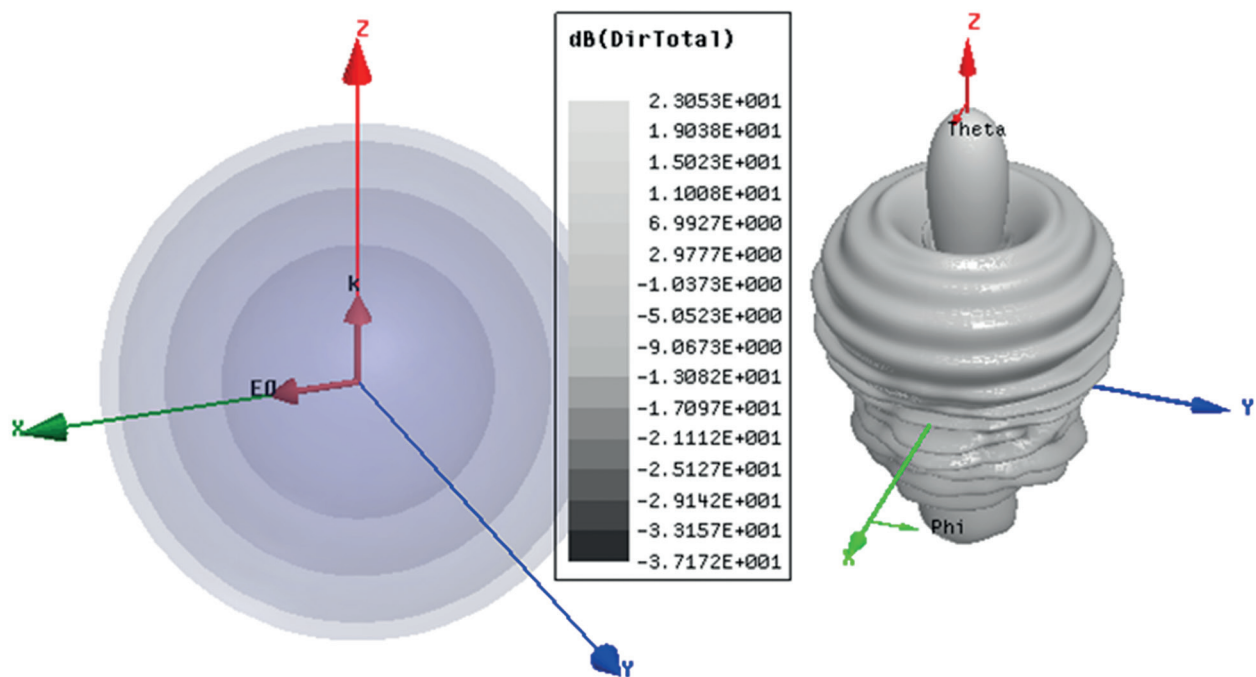 Z
k
E0
X
Y
dB(DirTotal)
2.3053E+001
1.9038E+001
1.5023E+001
1.1008E+001
6.9927E+000
2.9777E+000
-1.0373E+000
-5.0523E+000
-9.0673E+000
-1.3082E+001
-1.7097E+001
-2.1112E+001
-2.5127E+001
-2.9142E+001
-3.3157E+001
-3.7172E+001
Z
Theta
Y
Phi
X